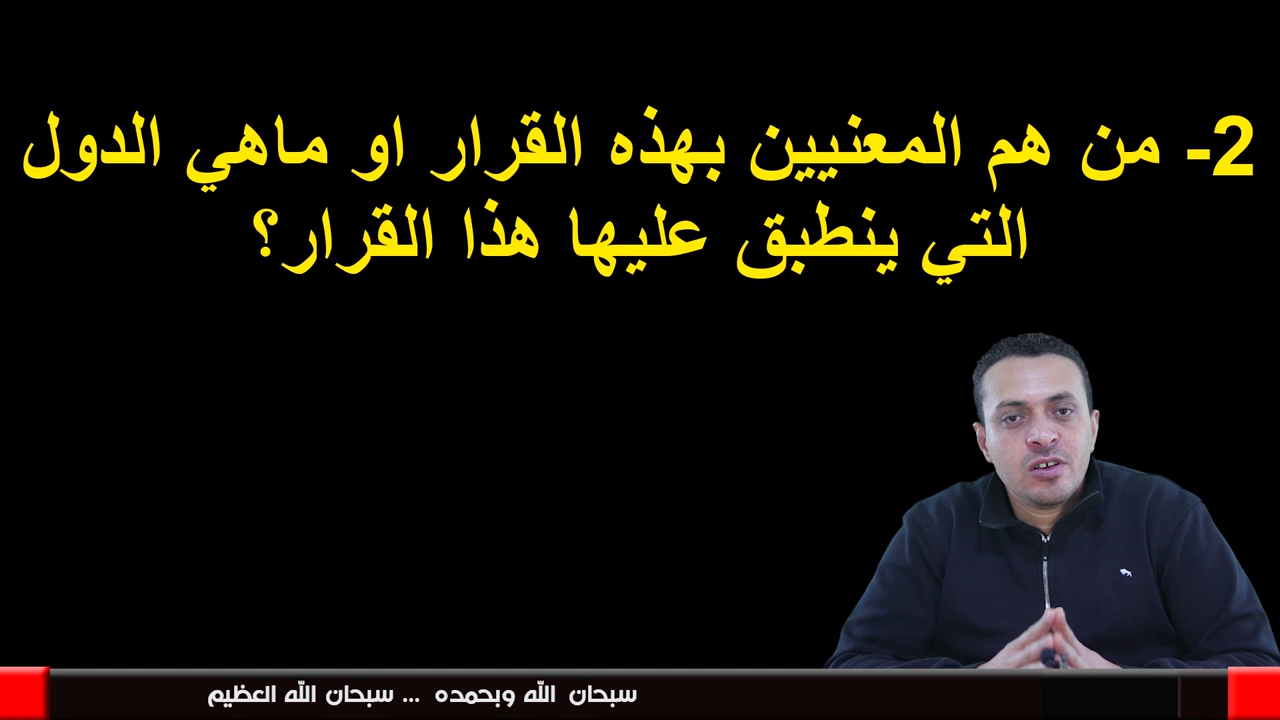 2- من هم المعنيين بهذه القرار او ماهي الدول
التي ينطبق عليها هذا القرار؟
سبحان الله وبحمده ... سبحان الله العظيم